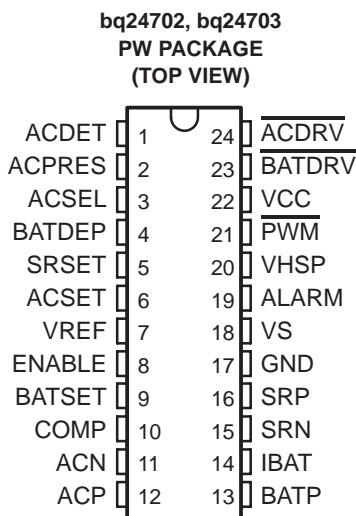 bq24702, bq24703
PW PACKAGE
(TOP VIEW)
ACDET 1 24 ACDRV
ACPRES 2 23 BATDRV
ACSEL 3 22 VCC
BATDEP 4 21 PWM
SRSET 5 20 VHSP
ACSET 6 19 ALARM
VREF 7 18 VS
ENABLE 8 17 GND
BATSET 9 16 SRP
COMP 10 15 SRN
ACN 11 14 IBAT
ACP 12 13 BATP